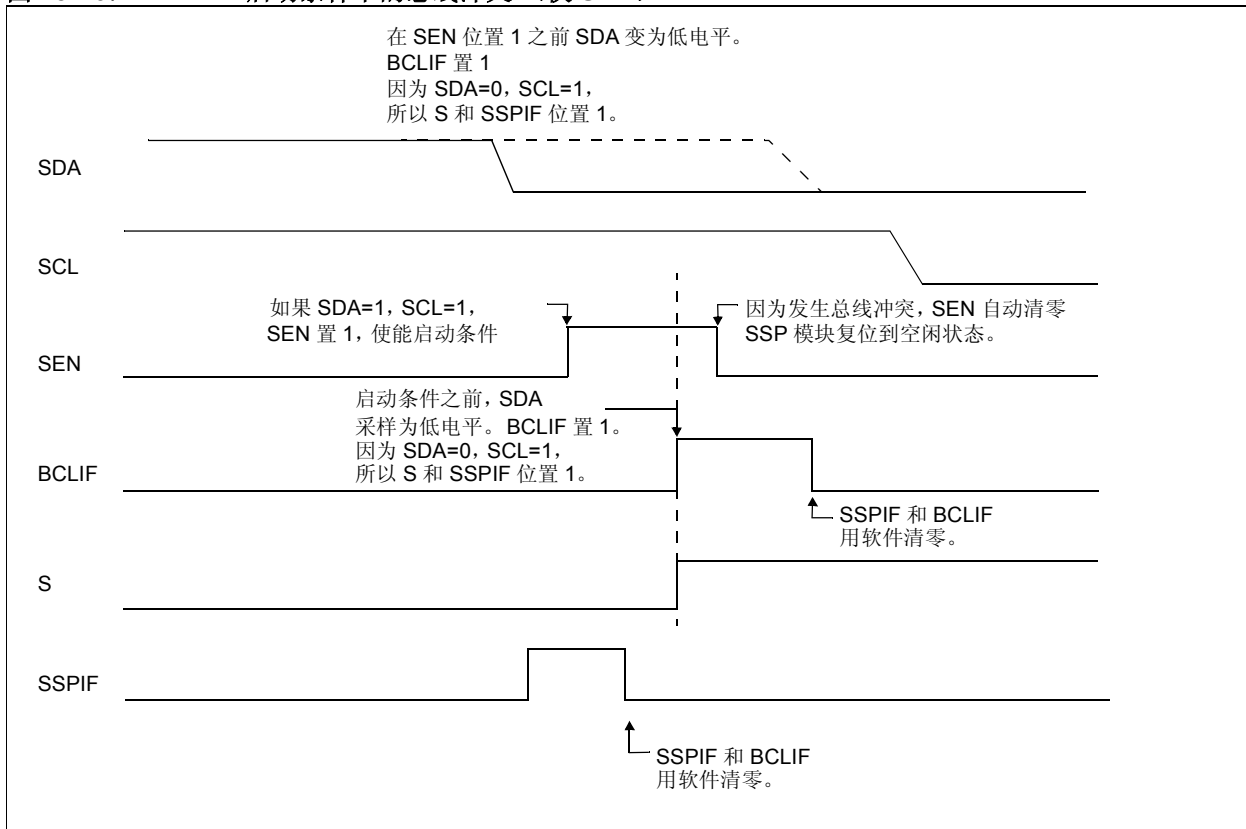 在 SEN 位置 1 之前 SDA 变为低电平。
BCLIF 置 1
因为 SDA=0, SCL=1,
所以 S 和 SSPIF 位置 1。
SDA
SCL
如果 SDA=1, SCL=1,
SEN 置 1, 使能启动条件
因为发生总线冲突, SEN 自动清零
SSP 模块复位到空闲状态。
SEN
启动条件之前, SDA
采样为低电平。BCLIF 置 1。
因为 SDA=0, SCL=1,
所以 S 和 SSPIF 位置 1。
BCLIF
SSPIF 和 BCLIF
用软件清零。
S
SSPIF
SSPIF 和 BCLIF
用软件清零。